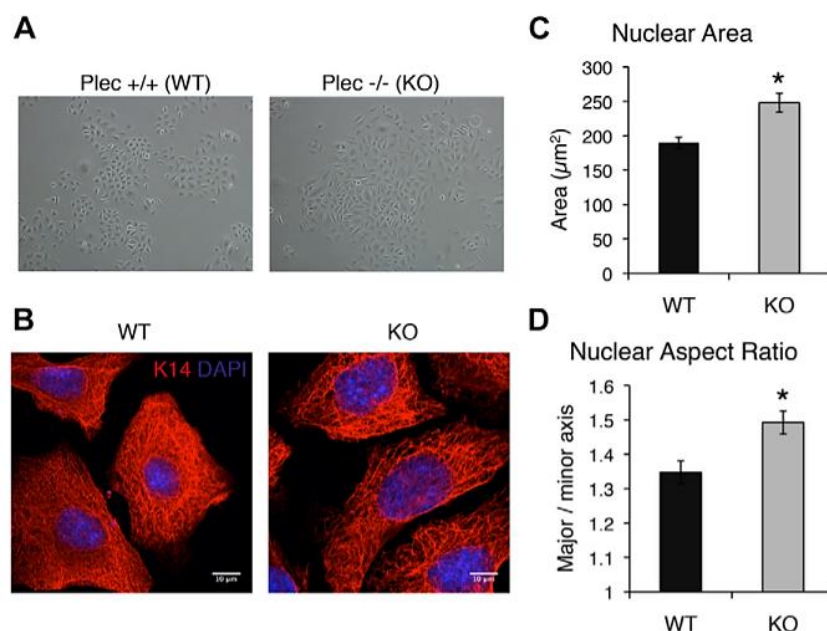 A
Plec +/+ (WT)
Plec -/- (KO)
B
WT
KO
K14 DAPI
10 µm
10 µm
C
Nuclear Area
Area (µm²)
300
250
200
150
100
50
0
*
WT
KO
D
Nuclear Aspect Ratio
Major / minor axis
1.6
1.5
1.4
1.3
1.2
1.1
1
*
WT
KO